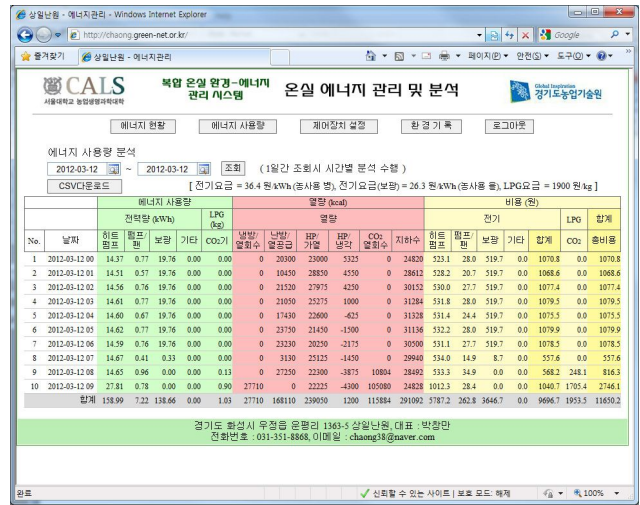 상일난원 - 에너지관리 - Windows Internet Explorer
http://chaong.green-net.or.kr/
Google
즐겨찾기 상일난원 - 에너지관리 페이지(P) 안전(S) 도구(O)
CALS
서울대학교 농업생명과학대학
복합 온실 환경-에너지
관리 시스템
온실 에너지 관리 및 분석
Global Inspiration
경기도농업기술원
에너지 현황 에너지 사용량 제어장치 설정 환 경 기 록 로그아웃
에너지 사용량 분석
2012-03-12 ~ 2012-03-12 조회 (1일간 조회시 시간별 분석 수행)
CSV다운로드 [ 전기요금 = 36.4 원/kWh(농사용 병), 전기요금(보광) = 26.3 원/kWh(농사용 을), LPG요금 = 1900 원/kg ]
에너지 사용량 열량 (kcal) 비용 (원)
전력량 (kWh) LPG (kg) 열량 전기 LPG 합계
No. 날짜 히트펌프 펌프/팬 보광 기타 CO2기 냉방/열회수 난방/열공급 HP/가열 HP/냉각 CO2열회수 지하수 히트펌프 펌프/팬 보광 기타 합계 CO2 총비용
1 2012-03-12 00 14.37 0.77 19.76 0.00 0.00 0 20300 23000 5325 0 24820 523.1 28.0 519.7 0.0 1070.8 0.0 1070.8
2 2012-03-12 01 14.51 0.57 19.76 0.00 0.00 0 10450 28850 4550 0 28612 528.2 20.7 519.7 0.0 1068.6 0.0 1068.6
3 2012-03-12 02 14.56 0.76 19.76 0.00 0.00 0 21520 27975 4250 0 30152 530.0 27.7 519.7 0.0 1077.4 0.0 1077.4
4 2012-03-12 03 14.61 0.77 19.76 0.00 0.00 0 21050 25275 1000 0 31284 531.8 28.0 519.7 0.0 1079.5 0.0 1079.5
5 2012-03-12 04 14.60 0.67 19.76 0.00 0.00 0 17430 22600 -625 0 31328 531.4 24.4 519.7 0.0 1075.5 0.0 1075.5
6 2012-03-12 05 14.62 0.77 19.76 0.00 0.00 0 23750 21450 -1500 0 31136 532.2 28.0 519.7 0.0 1079.9 0.0 1079.9
7 2012-03-12 06 14.59 0.76 19.76 0.00 0.00 0 23230 20250 -2175 0 30500 531.1 27.7 519.7 0.0 1078.5 0.0 1078.5
8 2012-03-12 07 14.67 0.41 0.33 0.00 0.00 0 3130 25125 -1450 0 29940 534.0 14.9 8.7 0.0 557.6 0.0 557.6
9 2012-03-12 08 14.65 0.96 0.00 0.00 0.13 0 27250 22300 -3875 10804 28492 533.3 34.9 0.0 0.0 568.2 248.1 816.3
10 2012-03-12 09 27.81 0.78 0.00 0.00 0.90 27710 0 22225 -4300 105080 24828 1012.3 28.4 0.0 0.0 1040.7 1705.4 2746.1
합계 158.99 7.22 138.66 0.00 1.03 27710 168110 239050 1200 115884 291092 5787.2 262.8 3646.7 0.0 9696.7 1953.5 11650.2
경기도 화성시 우정읍 운평리 1363-5 상일난원, 대표 : 박창만
전화번호 : 031-351-8868, 이메일 : chaong38@naver.com
완료 신뢰할 수 있는 사이트 | 보호 모드: 해제 100%